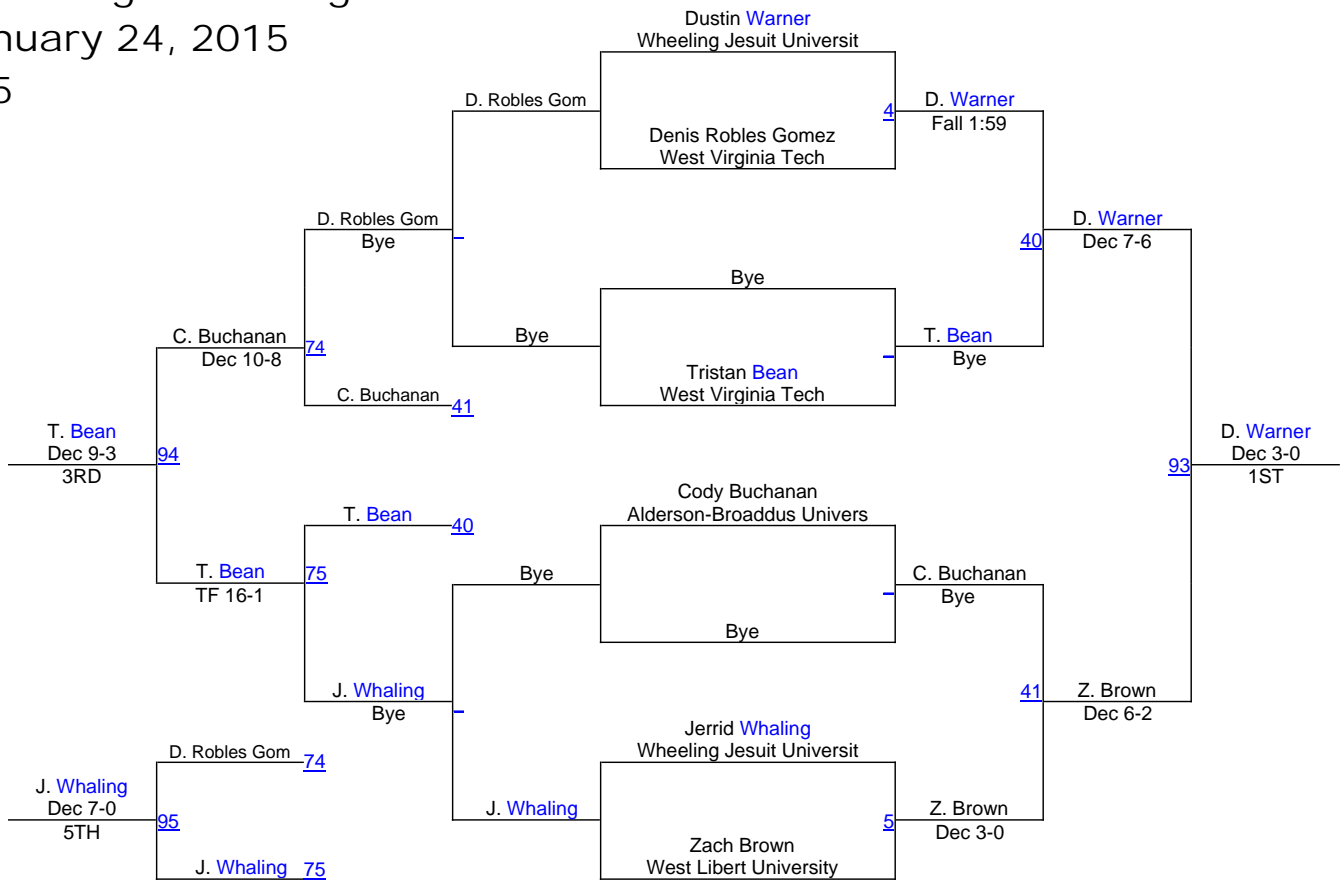 nuary 24, 2015
5
Dustin Warner
Wheeling Jesuit Universit
D. Robles Gom
4
D. Warner
Fall 1:59
Denis Robles Gomez
West Virginia Tech
D. Robles Gom
Bye
40
D. Warner
Dec 7-6
Bye
C. Buchanan
Dec 10-8
74
Bye
T. Bean
Bye
Tristan Bean
West Virginia Tech
C. Buchanan
41
T. Bean
Dec 9-3
3RD
94
93
D. Warner
Dec 3-0
1ST
Cody Buchanan
Alderson-Broaddus Univers
T. Bean
40
T. Bean
TF 16-1
75
Bye
C. Buchanan
Bye
Bye
J. Whaling
Bye
41
Z. Brown
Dec 6-2
Jerrid Whaling
Wheeling Jesuit Universit
D. Robles Gom
74
J. Whaling
Dec 7-0
5TH
95
J. Whaling
5
Z. Brown
Dec 3-0
Zach Brown
West Libert University
J. Whaling
75